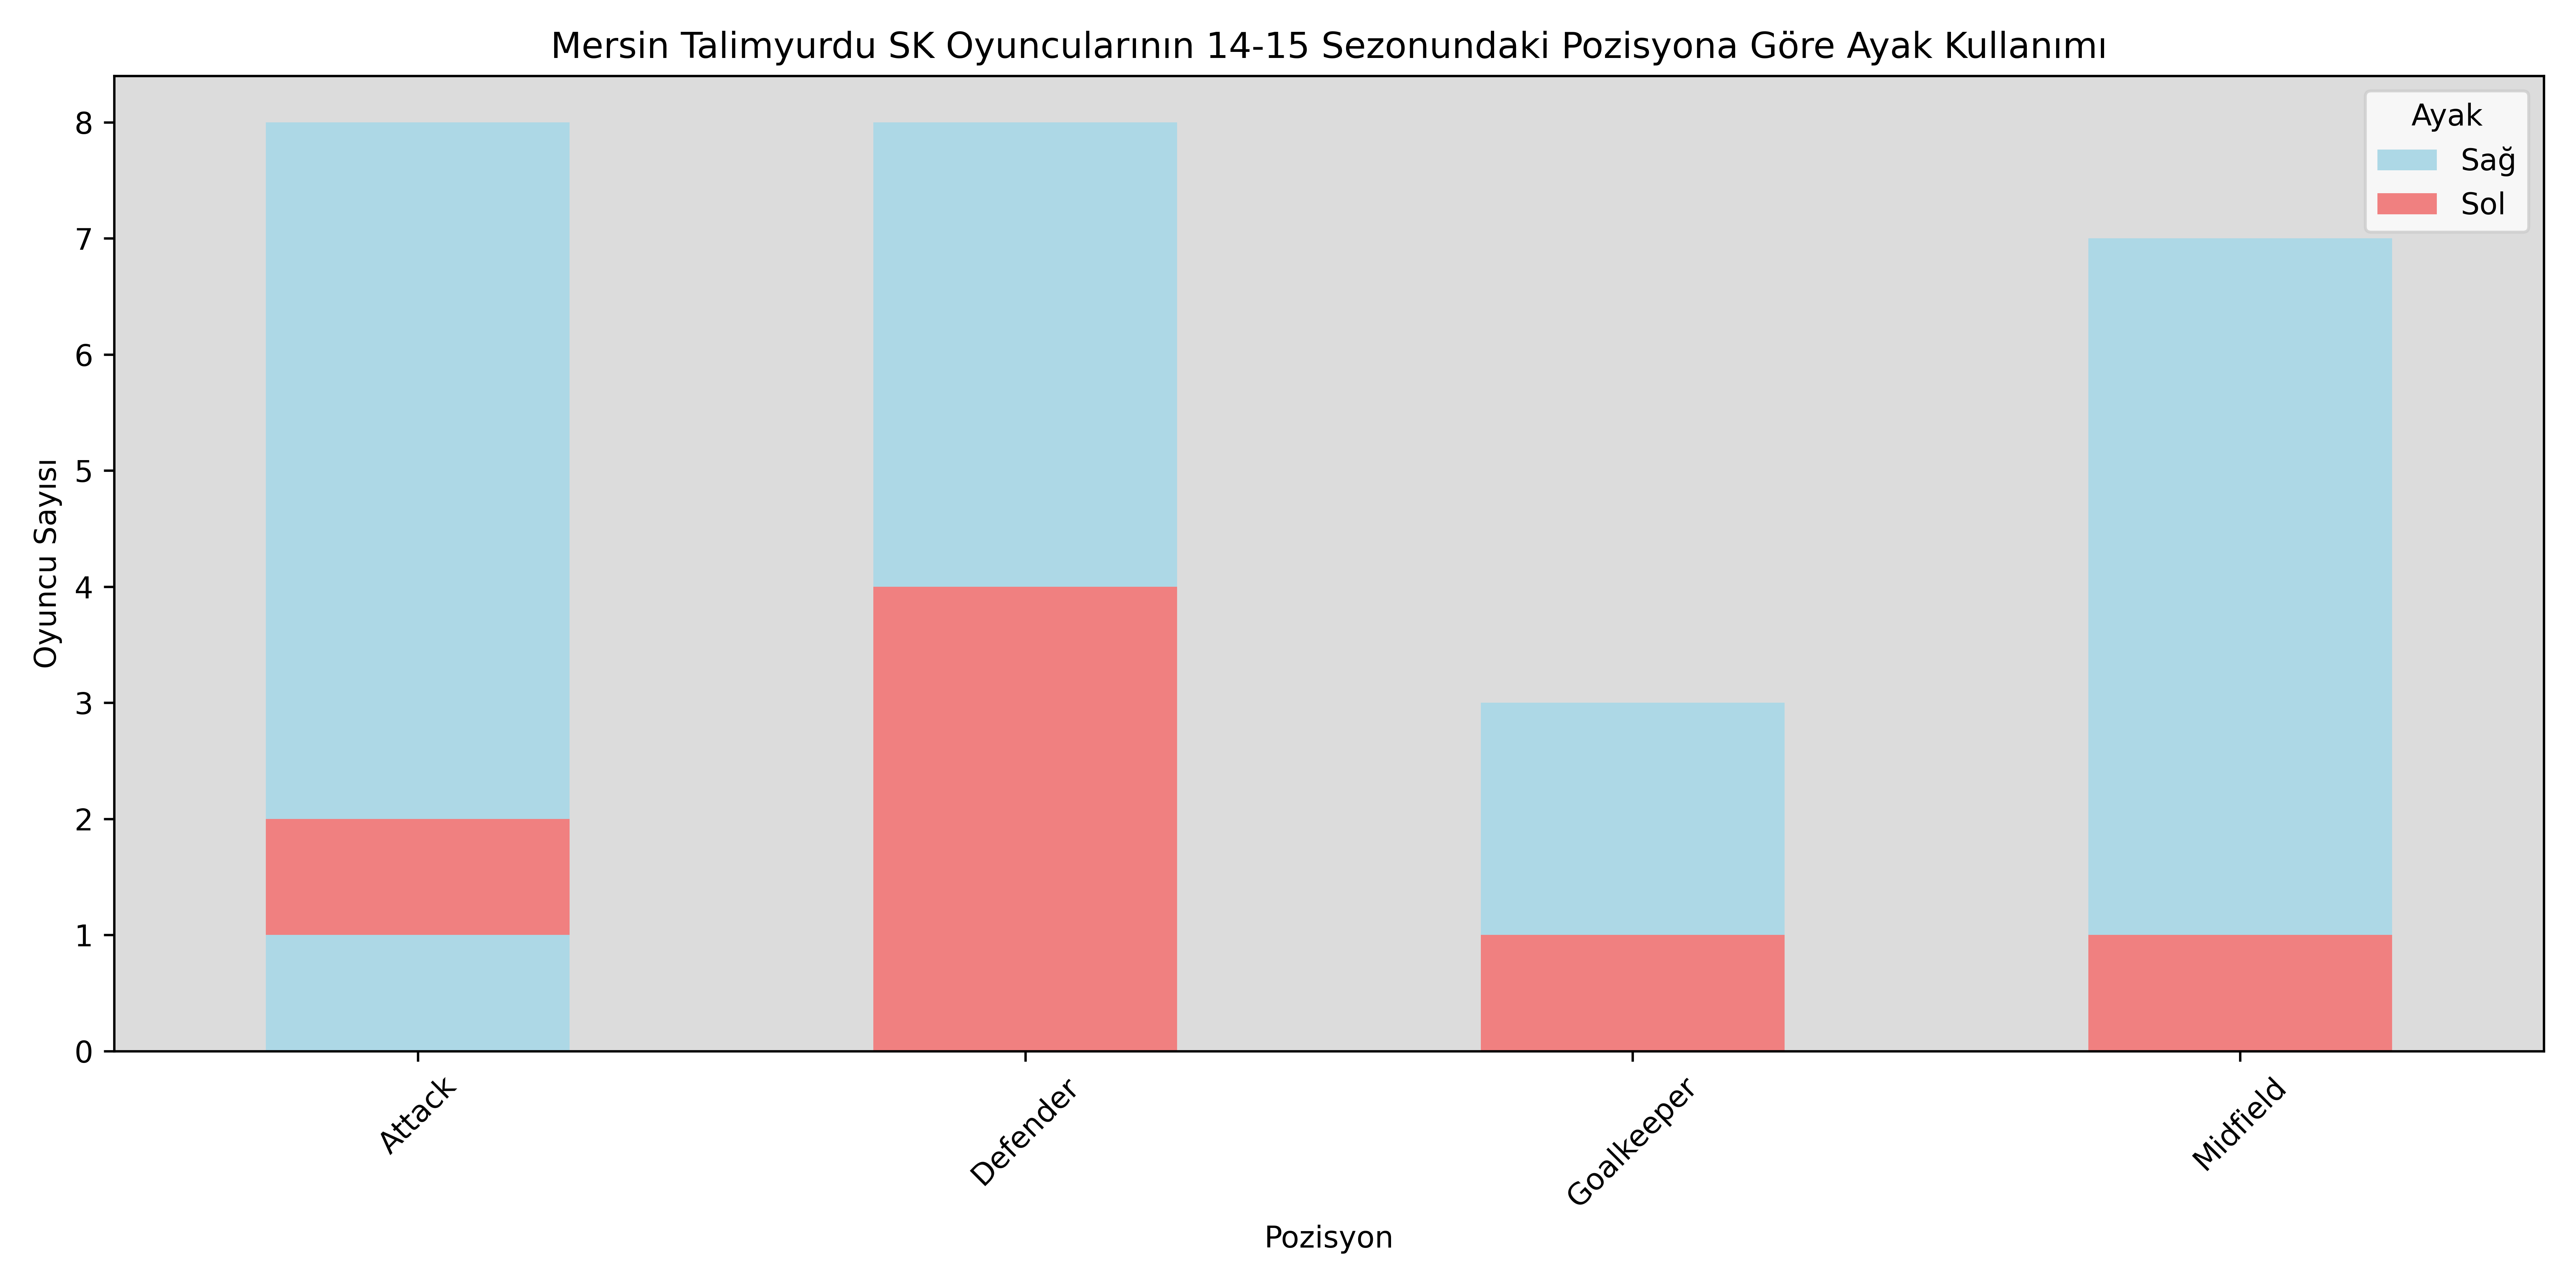 Mersin Talimyurdu SK Oyuncularının 14-15 Sezonundaki Pozisyona Göre Ayak Kullanımı
Ayak
Sağ
Sol
Oyuncu Sayısı
8
7
6
5
4
3
2
1
0
Attack
Defender
Goalkeeper
Midfield
Pozisyon